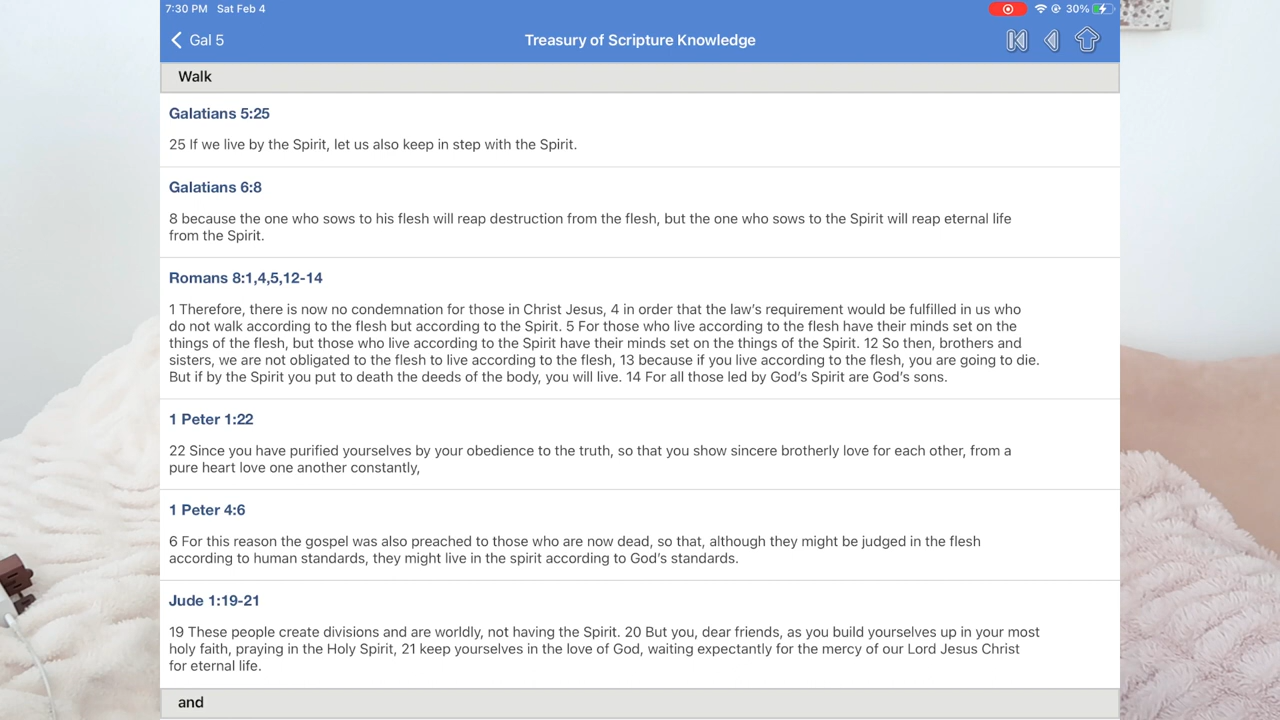 7:30 PM Sat Feb 4
30%
Gal 5
Treasury of Scripture Knowledge
Walk
Galatians 5:25
25 If we live by the Spirit, let us also keep in step with the Spirit.
Galatians 6:8
8 because the one who sows to his flesh will reap destruction from the flesh, but the one who sows to the Spirit will reap eternal life
from the Spirit.
Romans 8:1,4,5,12-14
1 Therefore, there is now no condemnation for those in Christ Jesus, 4 in order that the law’s requirement would be fulfilled in us who
do not walk according to the flesh but according to the Spirit. 5 For those who live according to the flesh have their minds set on the
things of the flesh, but those who live according to the Spirit have their minds set on the things of the Spirit. 12 So then, brothers and
sisters, we are not obligated to the flesh to live according to the flesh, 13 because if you live according to the flesh, you are going to die.
But if by the Spirit you put to death the deeds of the body, you will live. 14 For all those led by God’s Spirit are God’s sons.
1 Peter 1:22
22 Since you have purified yourselves by your obedience to the truth, so that you show sincere brotherly love for each other, from a
pure heart love one another constantly,
1 Peter 4:6
6 For this reason the gospel was also preached to those who are now dead, so that, although they might be judged in the flesh
according to human standards, they might live in the spirit according to God’s standards.
Jude 1:19-21
19 These people create divisions and are worldly, not having the Spirit. 20 But you, dear friends, as you build yourselves up in your most
holy faith, praying in the Holy Spirit, 21 keep yourselves in the love of God, waiting expectantly for the mercy of our Lord Jesus Christ
for eternal life.
and